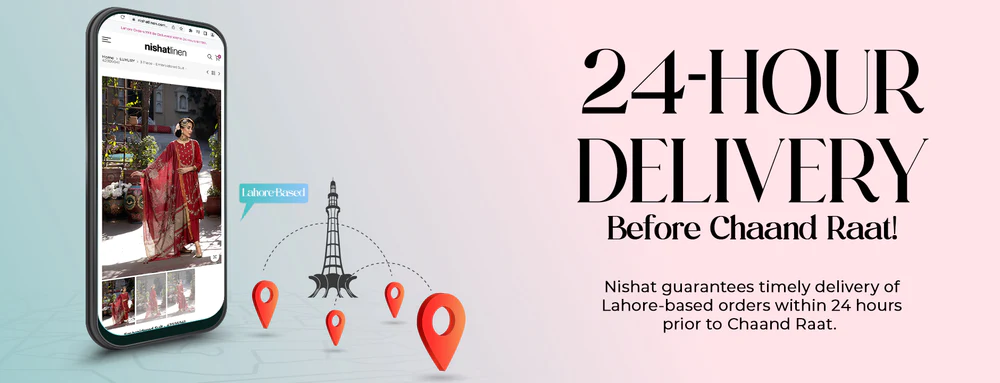 nishatlinen
Lahore-Based
24-HOUR
DELIVERY
Before Chaand Raat!
Nishat guarantees timely delivery of
Lahore-based orders within 24 hours
prior to Chaand Raat.